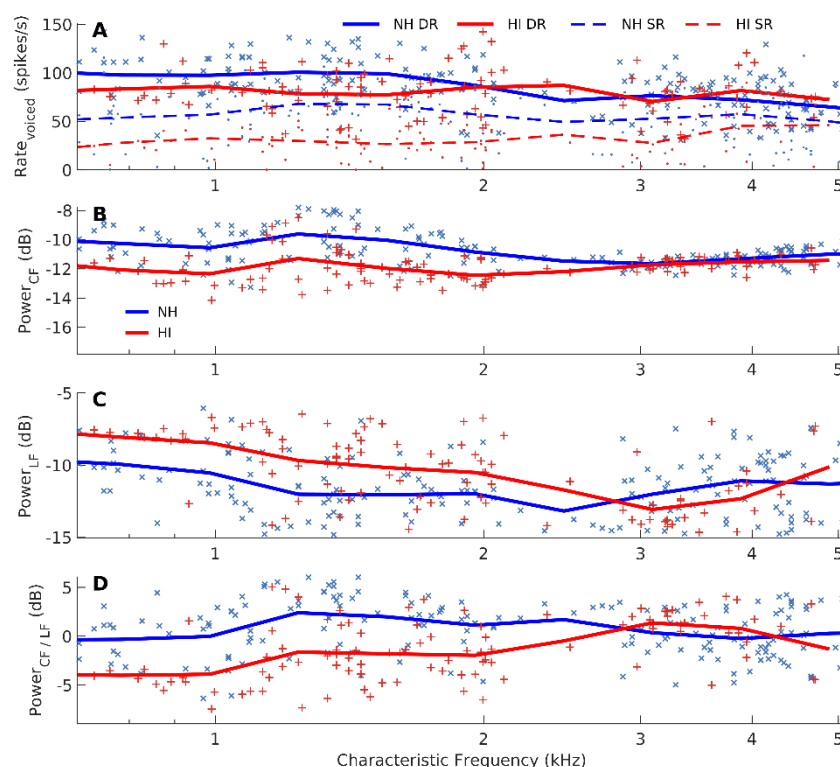 A
NH DR HI DR NH SR HI SR
150
100
50
0
Rate_voiced (spikes/s)
1 2 3 4 5
B
-8
-10
-12
-14
-16
Power_CF (dB)
NH
HI
1 2 3 4 5
C
-5
-10
-15
Power_LF (dB)
1 2 3 4 5
D
5
0
-5
Power_CF / LF (dB)
1 2 3 4 5
Characteristic Frequency (kHz)